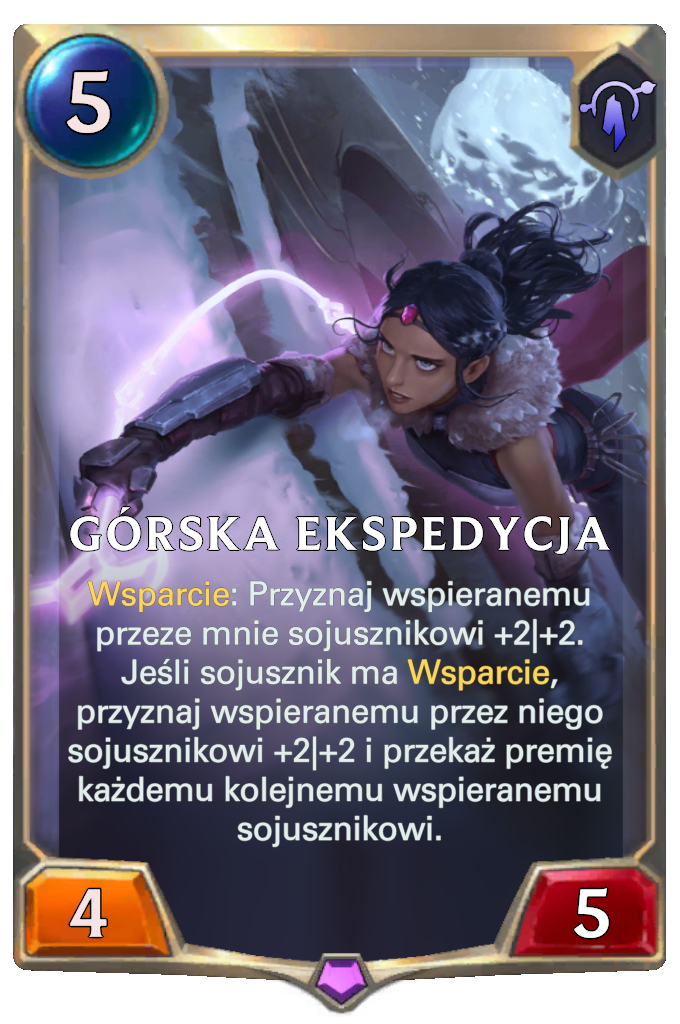 5
GÓRSKA EKSPEDYCJA
Wsparcie: Przyznaj wspieranemu
przeze mnie sojusznikowi +2|+2.
Jeśli sojusznik ma Wsparcie,
przyznaj wspieranemu przez niego
sojusznikowi +2|+2 i przekaż premię
każdemu kolejnemu wspieranemu
sojusznikowi.
4
5